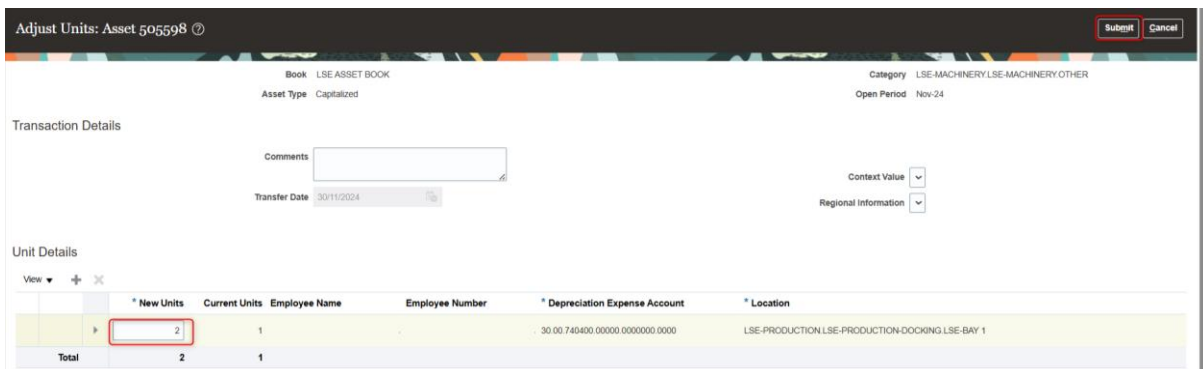 Adjust Units: Asset 505598 ?
Submit Cancel
Book LSE ASSET BOOK
Category LSE-MACHINERY.LSE-MACHINERY.OTHER
Asset Type Capitalized
Open Period Nov-24
Transaction Details
Comments
Context Value
Transfer Date 30/11/2024
Regional Information
Unit Details
View
* New Units Current Units Employee Name Employee Number * Depreciation Expense Account * Location
2 1 30.00.740400.00000.0000000.0000 LSE-PRODUCTION.LSE-PRODUCTION-DOCKING.LSE-BAY 1
Total 2 1